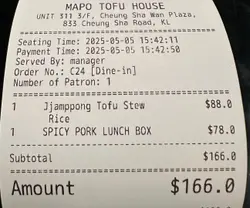 MAPO TOFU HOUSE
UNIT 311 3/F, Cheung Sha Wan Plaza,
833 Cheung Sha Road, KL
Seating Time: 2025-05-05 15:42:11
Payment Time: 2025-05-05 15:42:50
Served By: manager
Order No.: C24 [Dine-in]
Number of Patron: 1
1 Jjamppong Tofu Stew $88.0
Rice
1 SPICY PORK LUNCH BOX $78.0
Subtotal $166.0
Amount $166.0